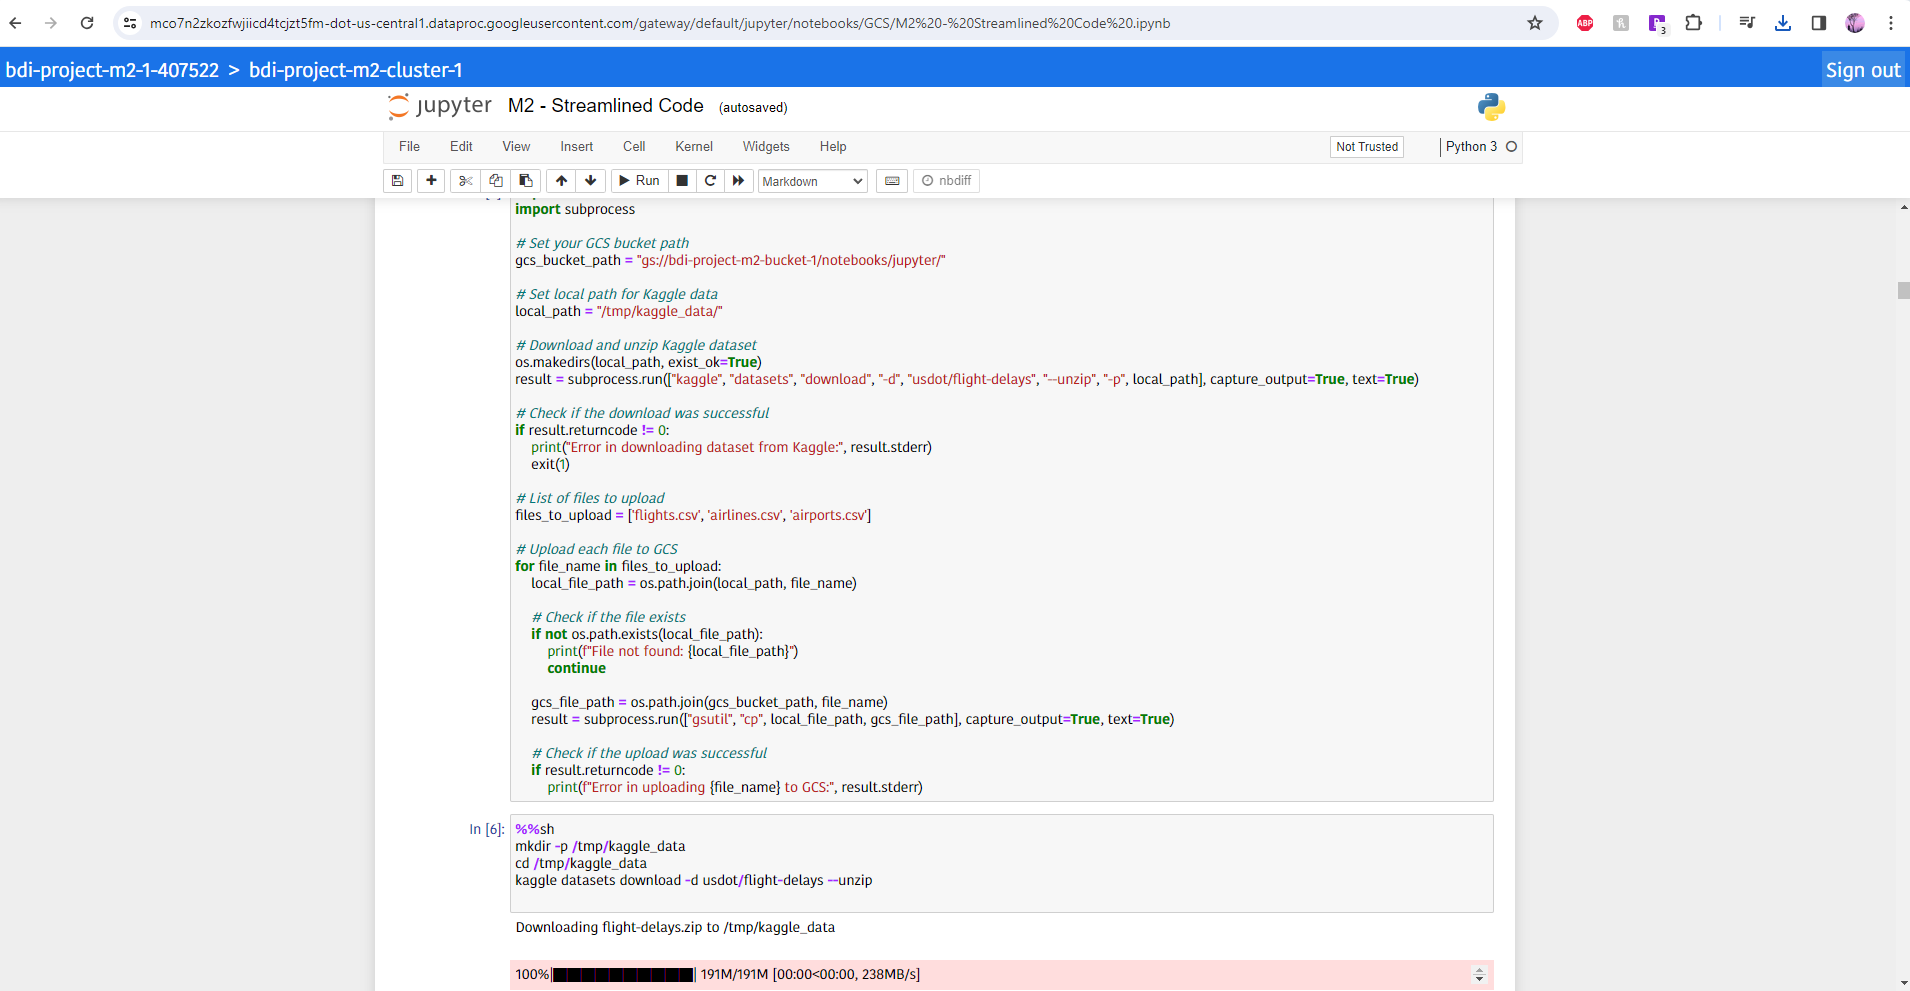 mco7n2zkozfwjiicd4tcjzt5fm-dot-us-central1.dataproc.googleusercontent.com/gateway/default/jupyter/notebooks/GCS/M2%20-%20Streamlined%20Code%20.ipynb
ABP
3
bdi-project-m2-1-407522 > bdi-project-m2-cluster-1
Sign out
jupyter M2 - Streamlined Code (autosaved)
File Edit View Insert Cell Kernel Widgets Help
Not Trusted
Python 3
Run
Markdown
nbdiff
import subprocess
# Set your GCS bucket path
gcs_bucket_path = "gs://bdi-project-m2-bucket-1/notebooks/jupyter/"
# Set local path for Kaggle data
local_path = "/tmp/kaggle_data/"
# Download and unzip Kaggle dataset
os.makedirs(local_path, exist_ok=True)
result = subprocess.run(["kaggle", "datasets", "download", "-d", "usdot/flight-delays", "--unzip", "-p", local_path], capture_output=True, text=True)
# Check if the download was successful
if result.returncode != 0:
print("Error in downloading dataset from Kaggle:", result.stderr)
exit(1)
# List of files to upload
files_to_upload = ['flights.csv', 'airlines.csv', 'airports.csv']
# Upload each file to GCS
for file_name in files_to_upload:
local_file_path = os.path.join(local_path, file_name)
# Check if the file exists
if not os.path.exists(local_file_path):
print(f"File not found: {local_file_path}")
continue
gcs_file_path = os.path.join(gcs_bucket_path, file_name)
result = subprocess.run(["gsutil", "cp", local_file_path, gcs_file_path], capture_output=True, text=True)
# Check if the upload was successful
if result.returncode != 0:
print(f"Error in uploading {file_name} to GCS:", result.stderr)
In [6]:
%%sh
mkdir -p /tmp/kaggle_data
cd /tmp/kaggle_data
kaggle datasets download -d usdot/flight-delays --unzip
Downloading flight-delays.zip to /tmp/kaggle_data
100%| | 191M/191M [00:00<00:00, 238MB/s]